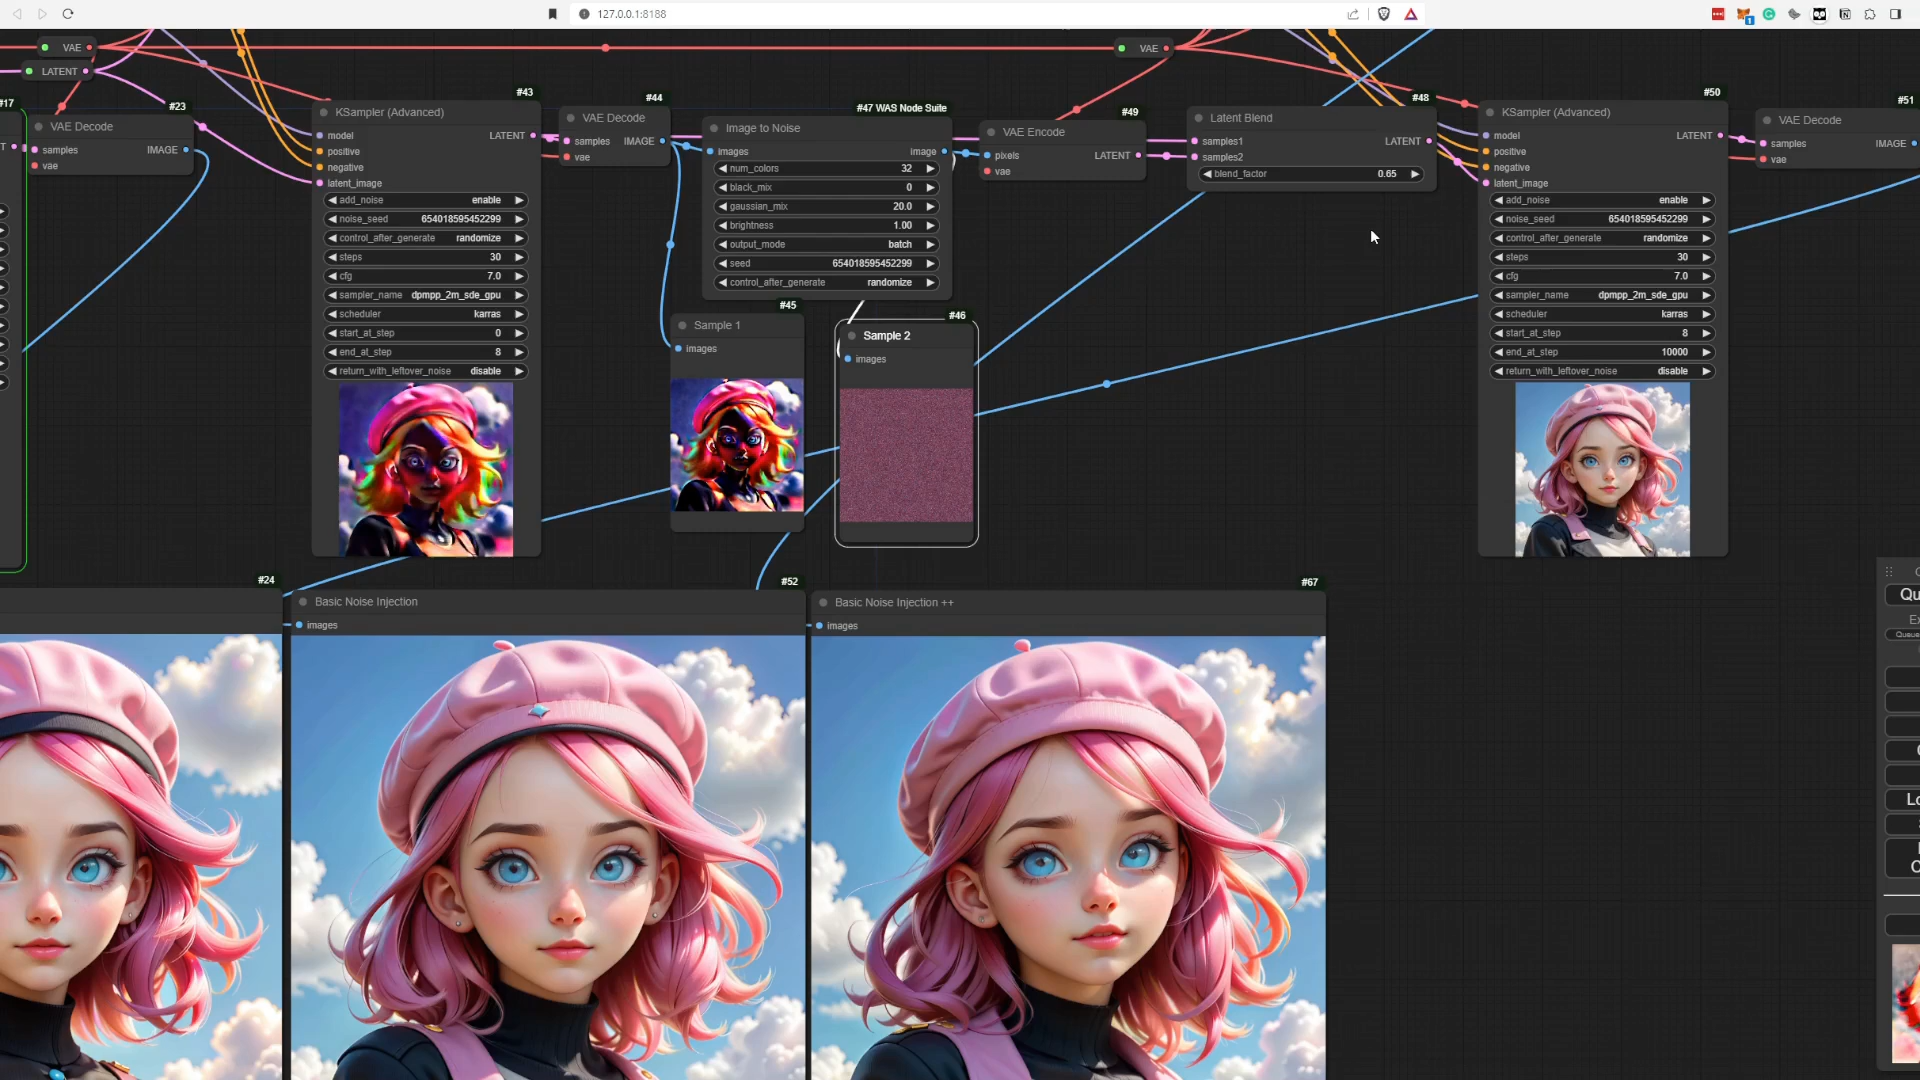 127.0.0.1:8188
1
VAE
VAE
LATENT
#17
#23
VAE Decode
samples
IMAGE
vae
#43
KSampler (Advanced)
model
LATENT
positive
negative
latent_image
add_noise enable
noise_seed 654018595452299
control_after_generate randomize
steps 30
cfg 7.0
sampler_name dpmpp_2m_sde_gpu
scheduler karras
start_at_step 0
end_at_step 8
return_with_leftover_noise disable
#44
VAE Decode
samples IMAGE
vae
#47 WAS Node Suite
Image to Noise
images image
num_colors 32
black_mix 0
gaussian_mix 20.0
brightness 1.00
output_mode batch
seed 654018595452299
control_after_generate randomize
#45
Sample 1
images
#46
Sample 2
images
#49
VAE Encode
pixels
LATENT
vae
#48
Latent Blend
samples1 LATENT
samples2
blend_factor 0.65
#50
KSampler (Advanced)
model LATENT
positive
negative
latent_image
add_noise enable
noise_seed 654018595452299
control_after_generate randomize
steps 30
cfg 7.0
sampler_name dpmpp_2m_sde_gpu
scheduler karras
start_at_step 8
end_at_step 10000
return_with_leftover_noise disable
#51
VAE Decode
samples IMAGE
vae
#24
#52
Basic Noise Injection
images
#67
Basic Noise Injection ++
images